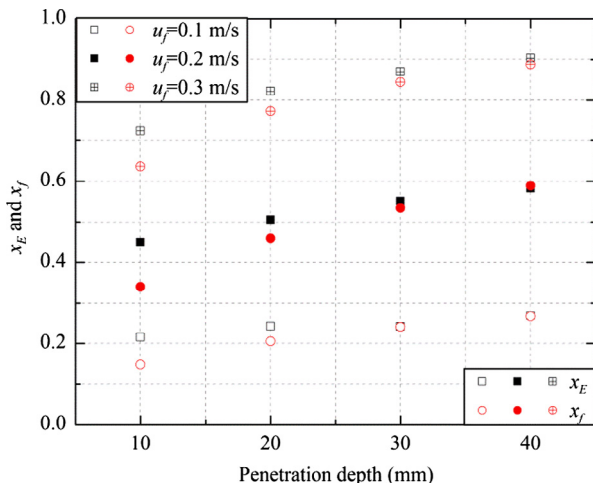 u_f=0.1 m/s
u_f=0.2 m/s
u_f=0.3 m/s
1.0
0.8
0.6
0.4
0.2
0.0
x_E and x_f
x_E
x_f
10 20 30 40
Penetration depth (mm)